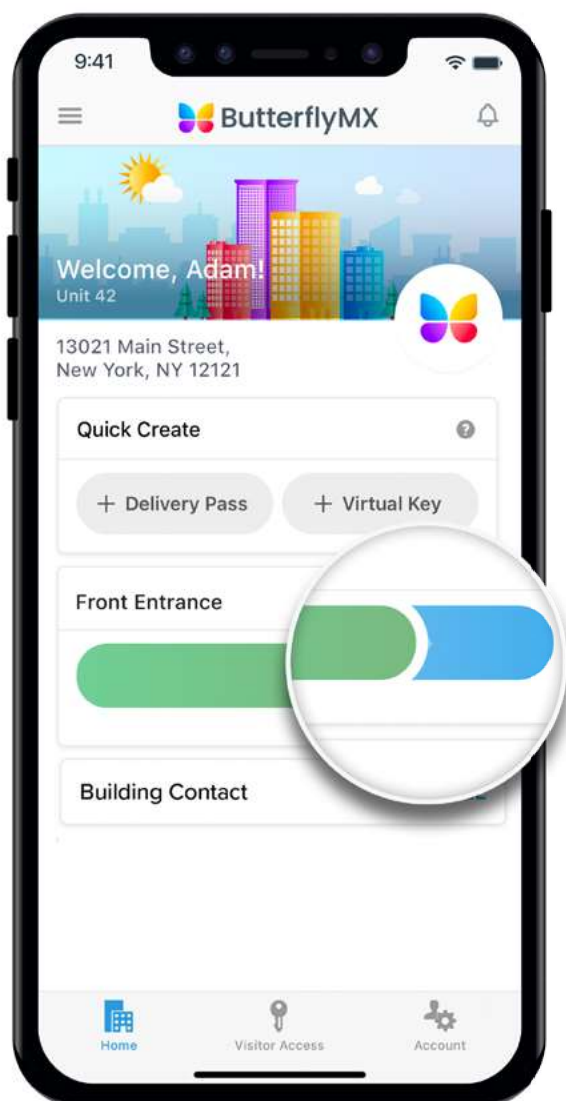 9:41
ButterflyMX
Welcome, Adam!
Unit 42
13021 Main Street,
New York, NY 12121
Quick Create
+ Delivery Pass + Virtual Key
Front Entrance
Building Contact
Home Visitor Access Account